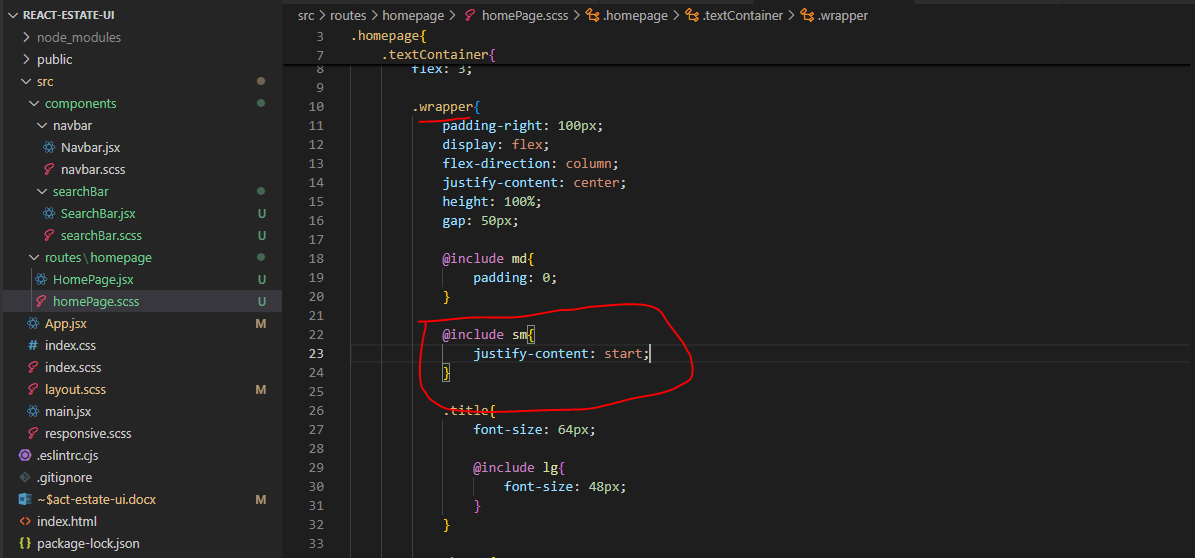 REACT-ESTATE-UI
node_modules
public
src
components
navbar
Navbar.jsx
navbar.scss
searchBar
SearchBar.jsx U
searchBar.scss U
routes\homepage
HomePage.jsx U
homePage.scss U
App.jsx M
index.css
index.scss
layout.scss M
main.jsx
responsive.scss
.eslintrc.cjs
.gitignore
~$act-estate-ui.docx M
index.html
package-lock.json
src > routes > homepage > homePage.scss > .homepage > .textContainer > .wrapper
3 .homepage{
7 .textContainer{
8 flex: 3;
9
10 .wrapper{
11 padding-right: 100px;
12 display: flex;
13 flex-direction: column;
14 justify-content: center;
15 height: 100%;
16 gap: 50px;
17
18 @include md{
19 padding: 0;
20 }
21
22 @include sm{
23 justify-content: start;
24 }
25
26 .title{
27 font-size: 64px;
28
29 @include lg{
30 font-size: 48px;
31 }
32 }
33